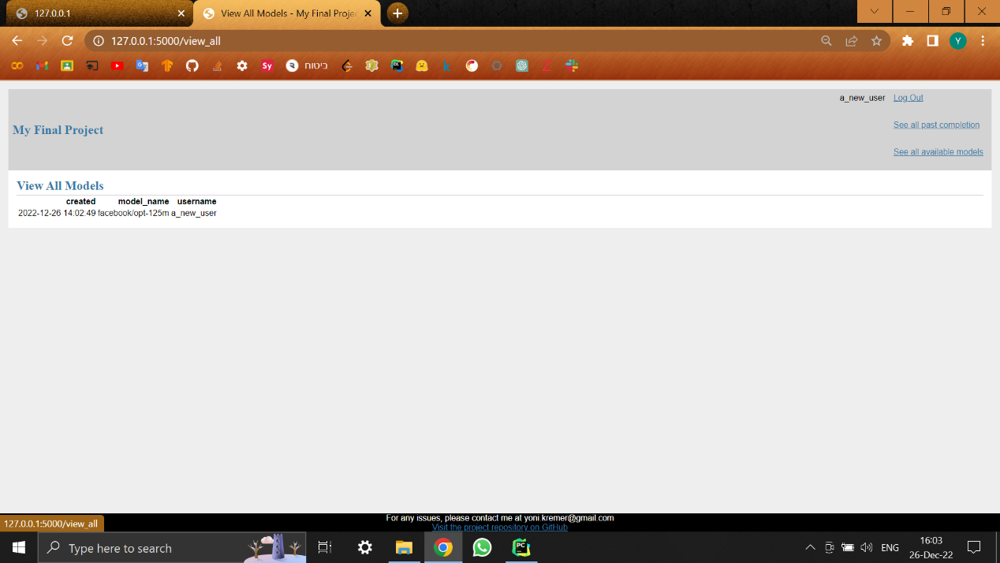 127.0.0.1
View All Models - My Final Projec
127.0.0.1:5000/view_all
Y
Sy
ביטוח
a_new_user Log Out
See all past completion
My Final Project
See all available models
View All Models
created model_name username
2022-12-26 14:02:49 facebook/opt-125m a_new_user
For any issues, please contact me at yoni.kremer@gmail.com
127.0.0.1:5000/view_all
Visit the project repository on GitHub
Type here to search
PC
ENG
16:03
26-Dec-22